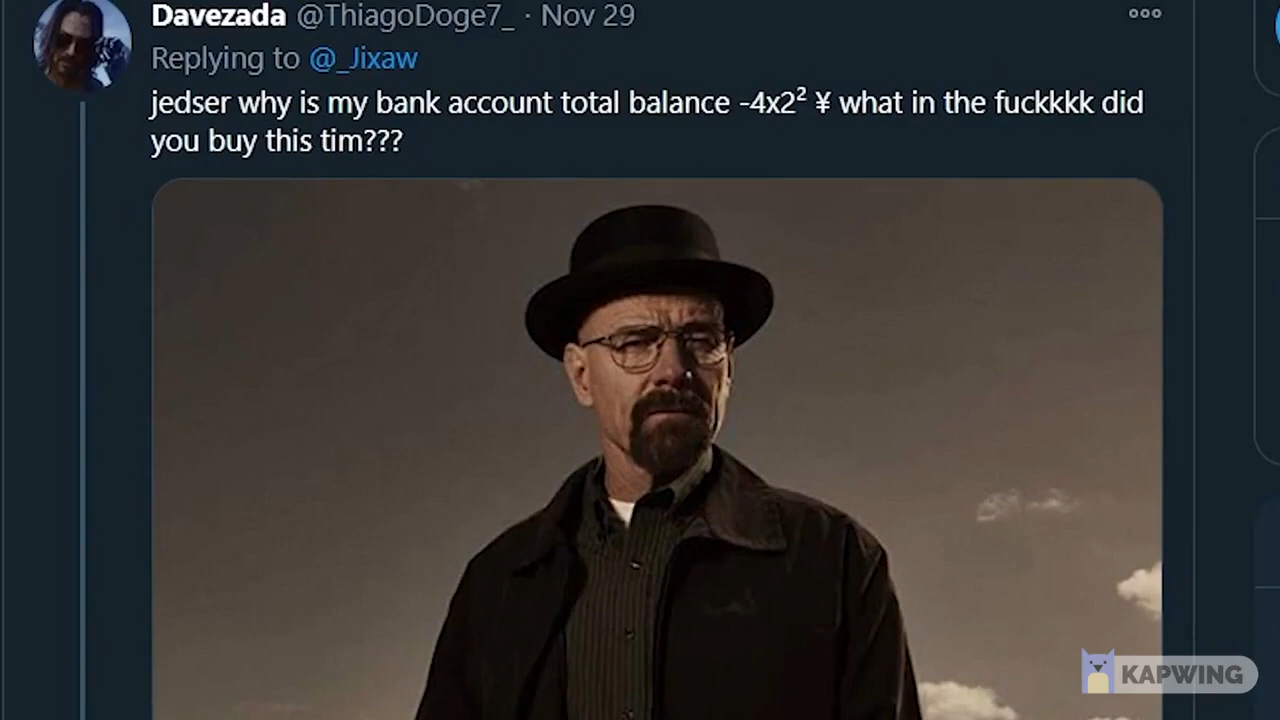 Davezada @ThiagoDoge7_ · Nov 29
Replying to @_Jixaw
jedser why is my bank account total balance -4x2² ¥ what in the fuckkkk did
you buy this tim???
KAPWING